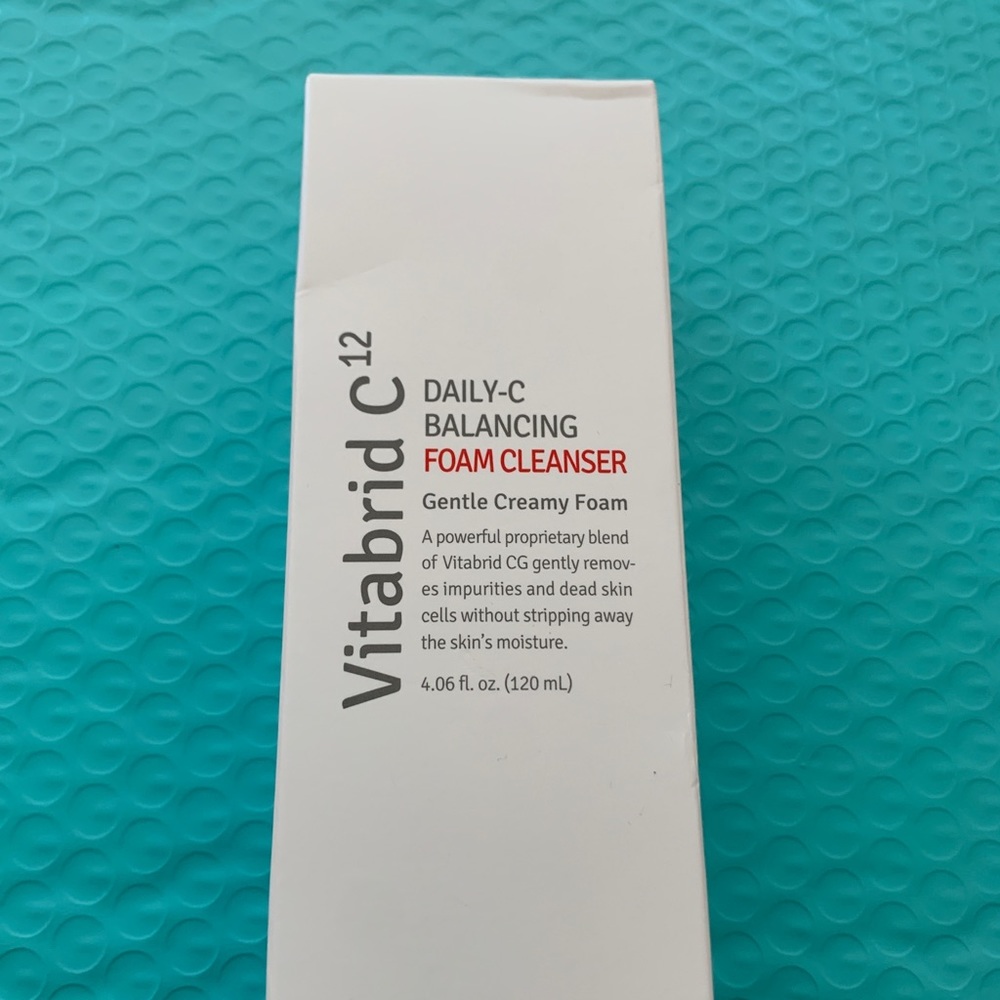 Vitabrid C12
DAILY-C
BALANCING
FOAM CLEANSER
Gentle Creamy Foam
A powerful proprietary blend
of Vitabrid CG gently remov-
es impurities and dead skin
cells without stripping away
the skin's moisture.
4.06 fl. oz. (120 mL)